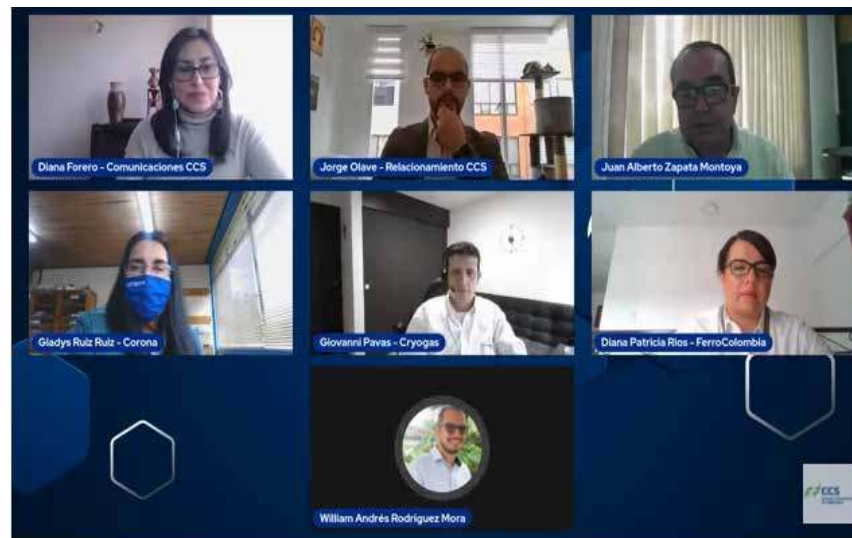 Diana Forero - Comunicaciones CCS
Jorge Olave - Relacionamiento CCS
Juan Alberto Zapata Montoya
Gladys Ruiz Ruiz - Corona
Giovanni Pavas - Cryogas
Diana Patricia Rios - FerroColombia
William Andrés Rodríguez Mora
CCS